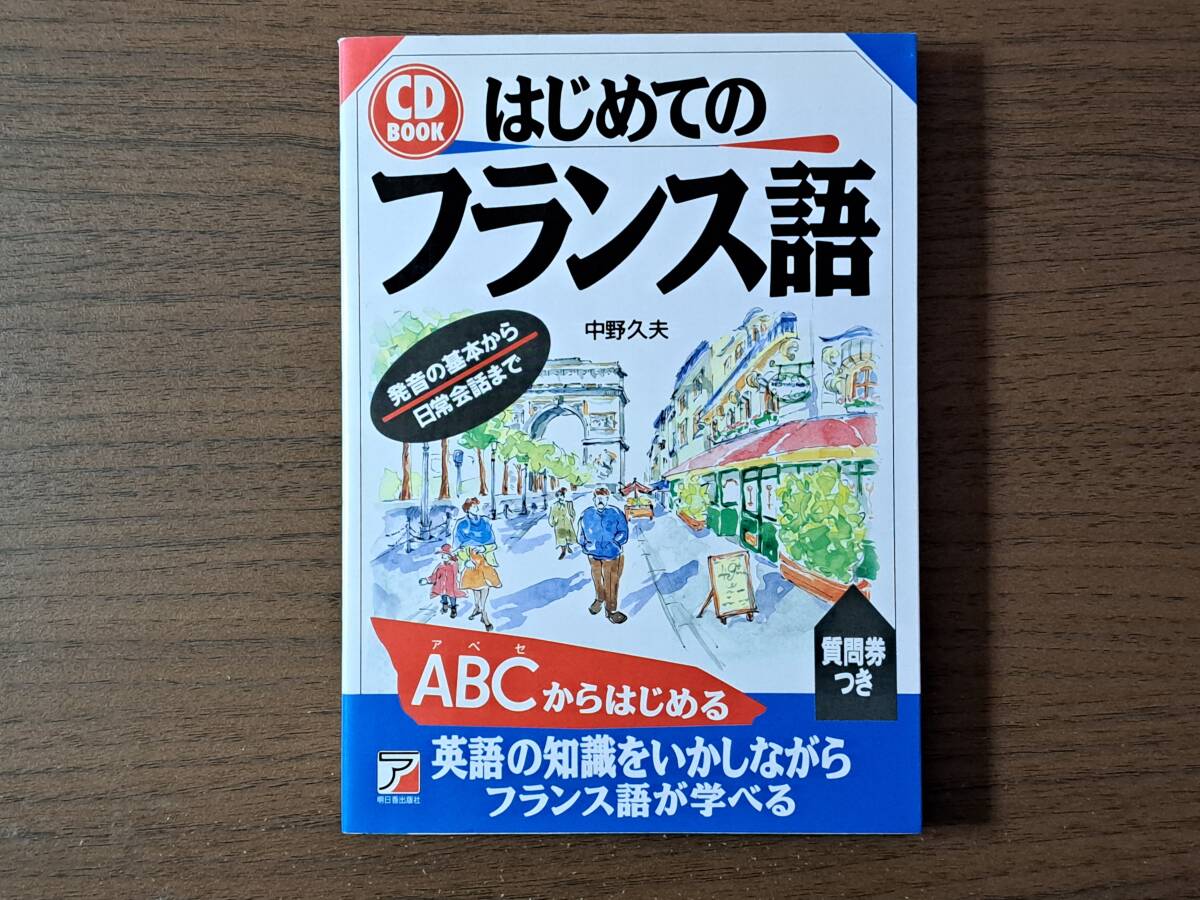 CD
BOOK
はじめての
フランス語
中野久夫
発音の基本から
日常会話まで
アベセ
ABCからはじめる
質問券
つき
英語の知識をいかしながら
フランス語が学べる
ア
明日香出版社